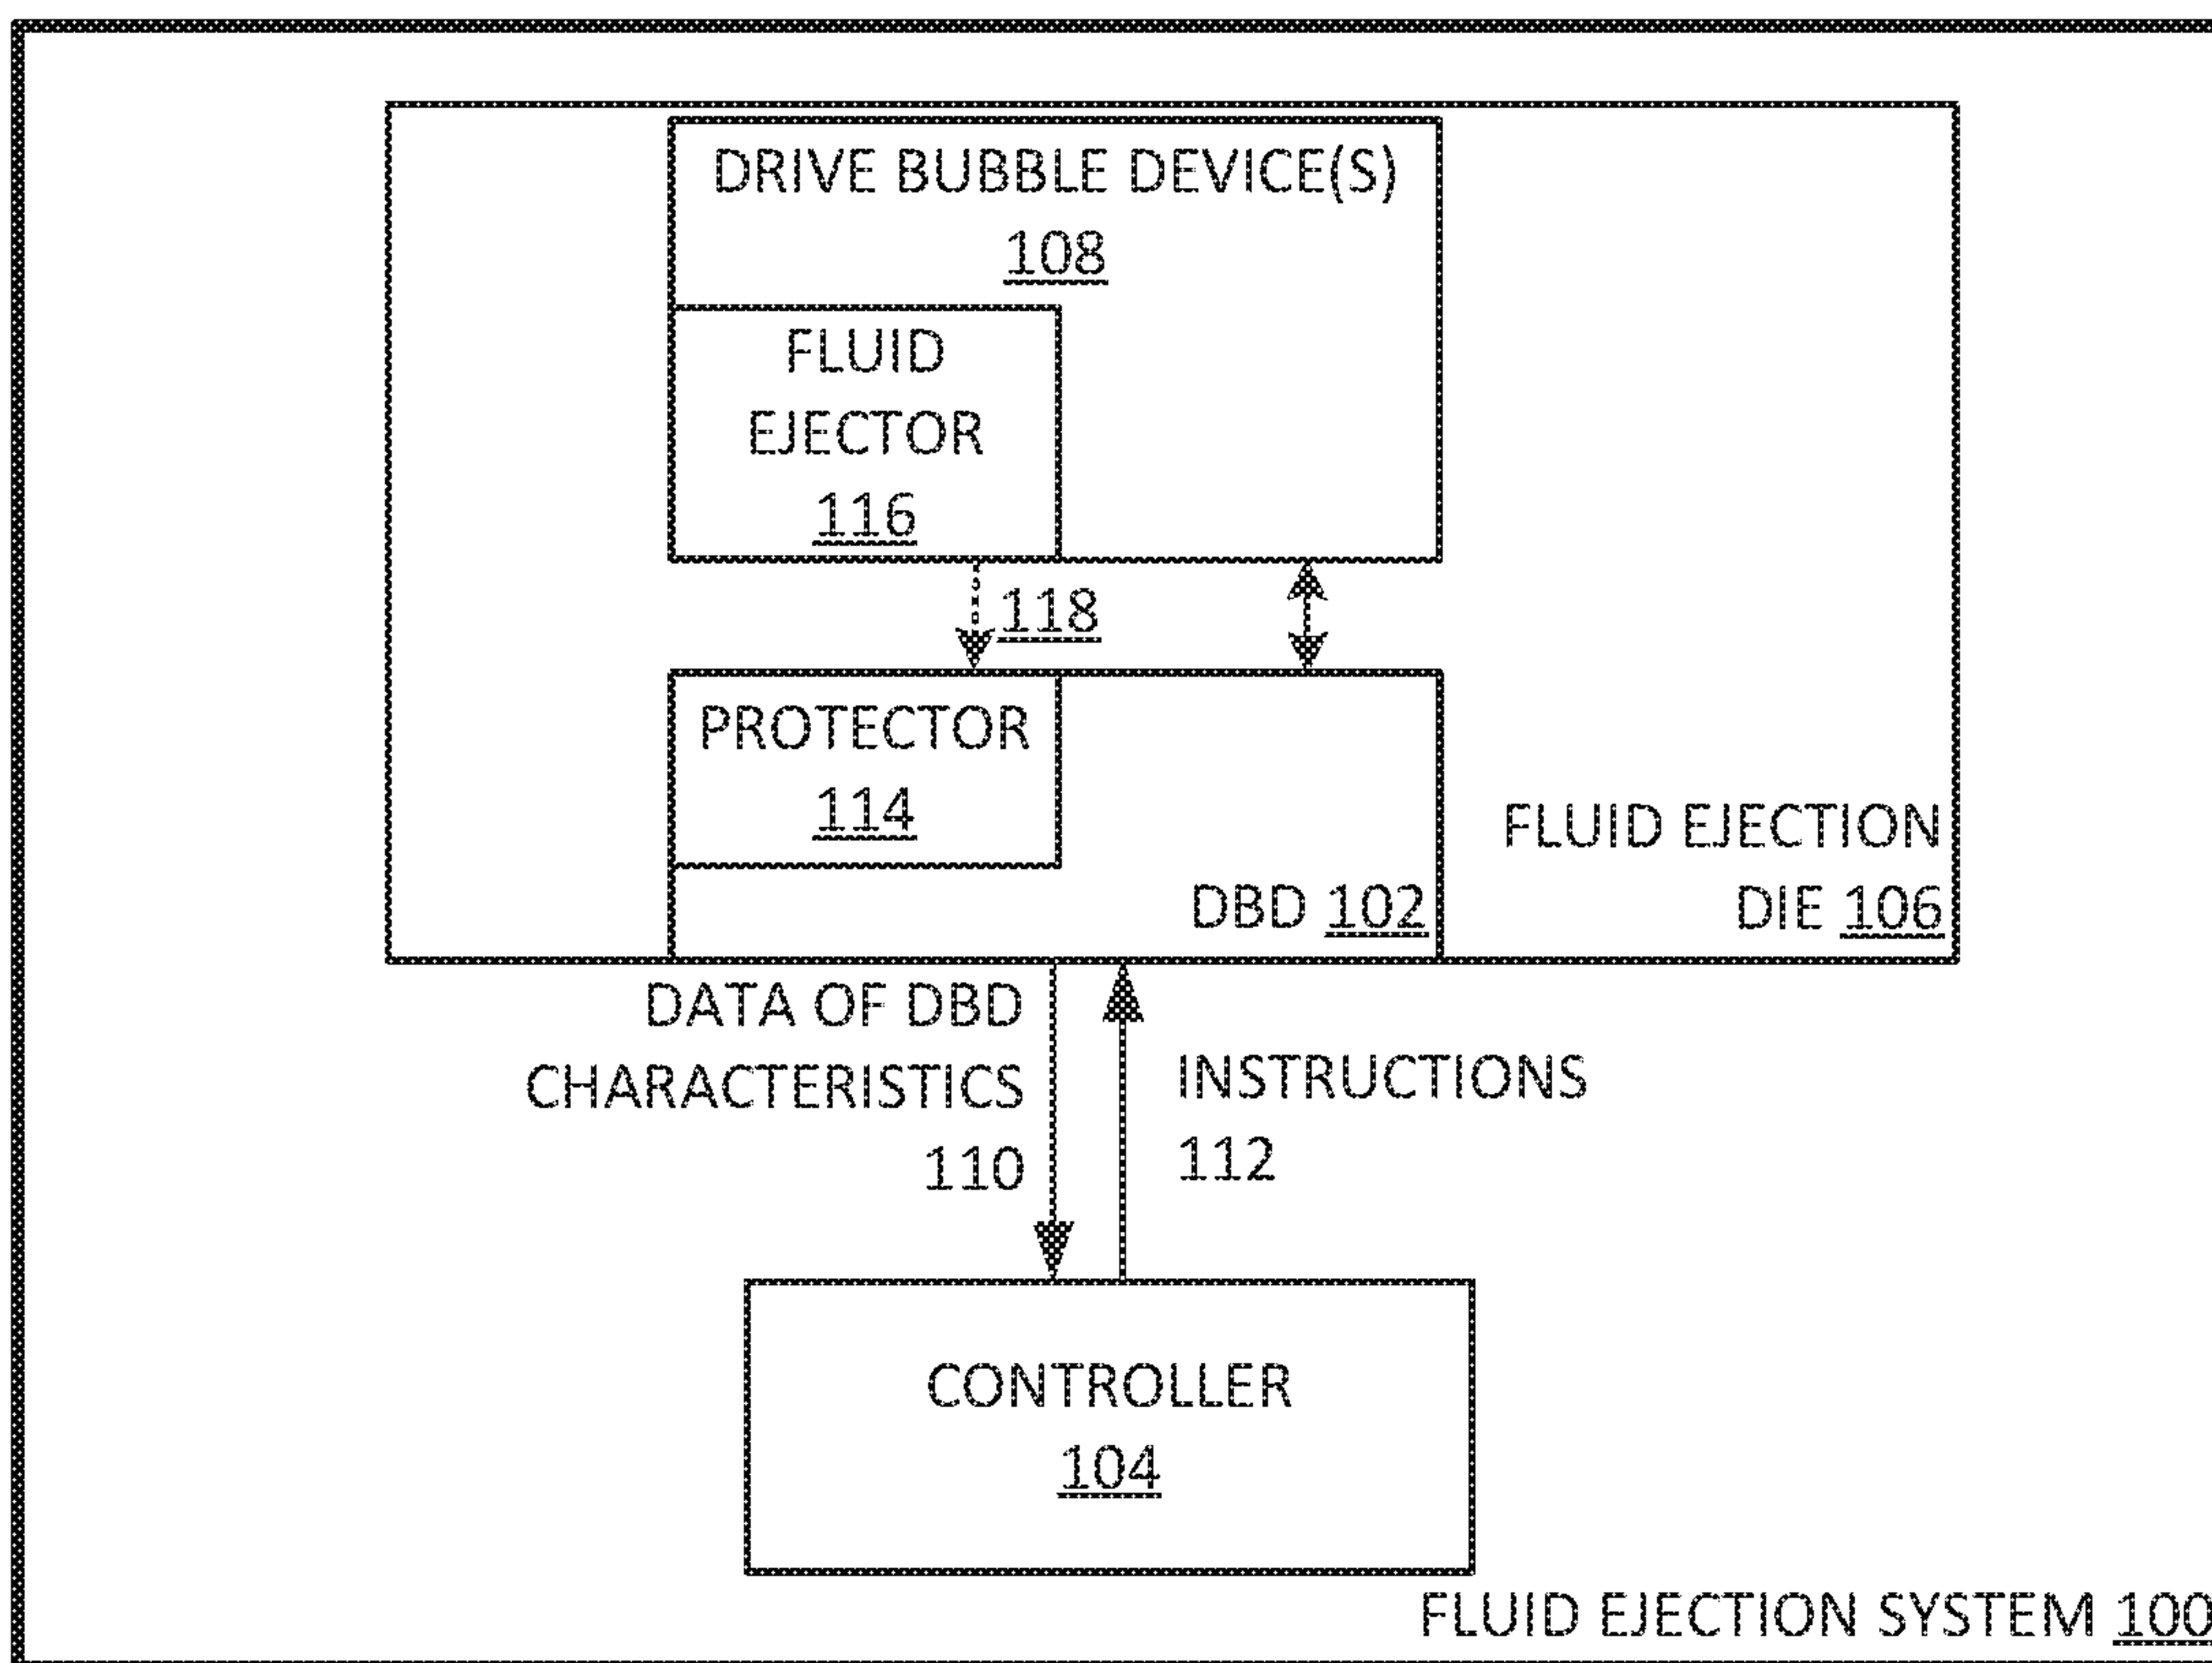 DRIVE BUBBLE DEVICE(S)
108
FLUID
EJECTOR
116
118
PROTECTOR
114
FLUID EJECTION
DIE 106
DBD 102
DATA OF DBD
CHARACTERISTICS
110
INSTRUCTIONS
112
CONTROLLER
104
FLUID EJECTION SYSTEM 100